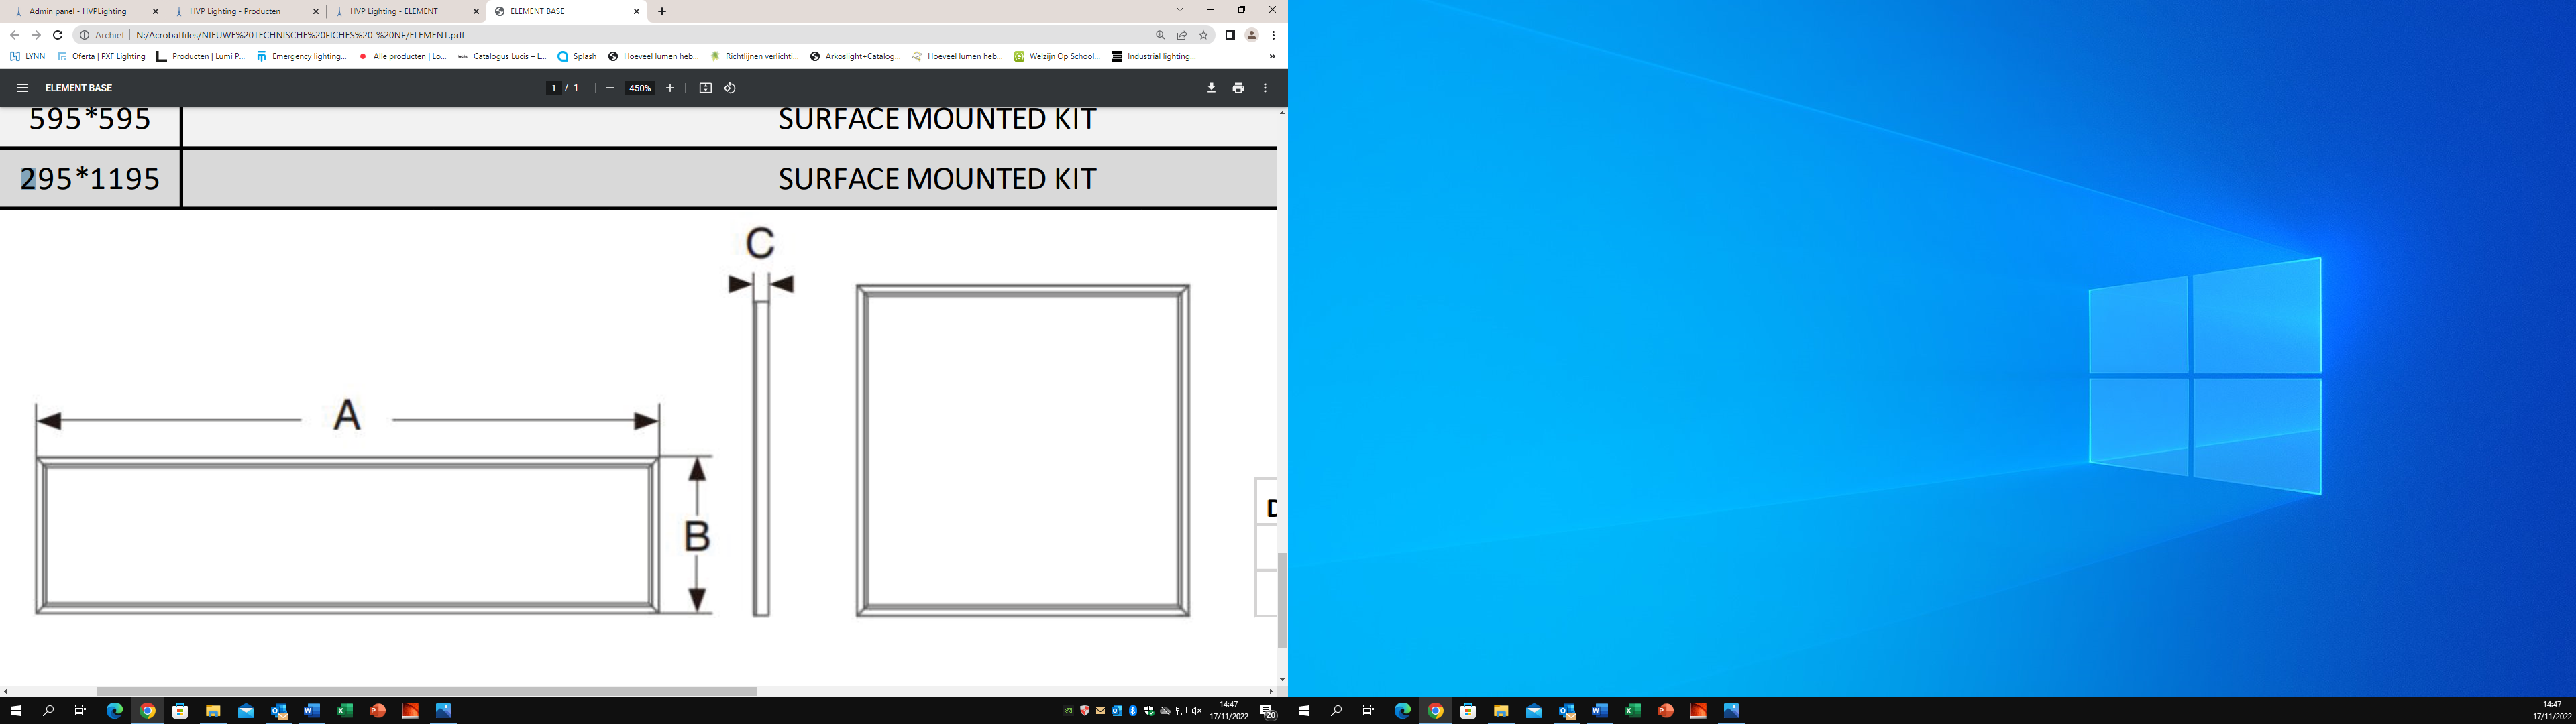 Admin panel - HVPLighting
HVP Lighting - Producten
HVP Lighting - ELEMENT
ELEMENT BASE
Archief | N:/Acrobatfiles/NIEUWE%20TECHNISCHE%20FICHES%20-%20NF/ELEMENT.pdf
LYNN
Oferta | PXF Lighting
Producten | Lumi P...
Emergency lighting...
Alle producten | Lo...
Catalogus Lucis – L...
Splash
Hoeveel lumen heb...
Richtlijnen verlichti...
Arkoslight+Catalog...
Hoeveel lumen heb...
Welzijn Op School...
Industrial lighting...
»
ELEMENT BASE
1 / 1
450%
595*595 SURFACE MOUNTED KIT
295*1195 SURFACE MOUNTED KIT
C
A
B
14:47
17/11/2022
20
14:47
17/11/2022